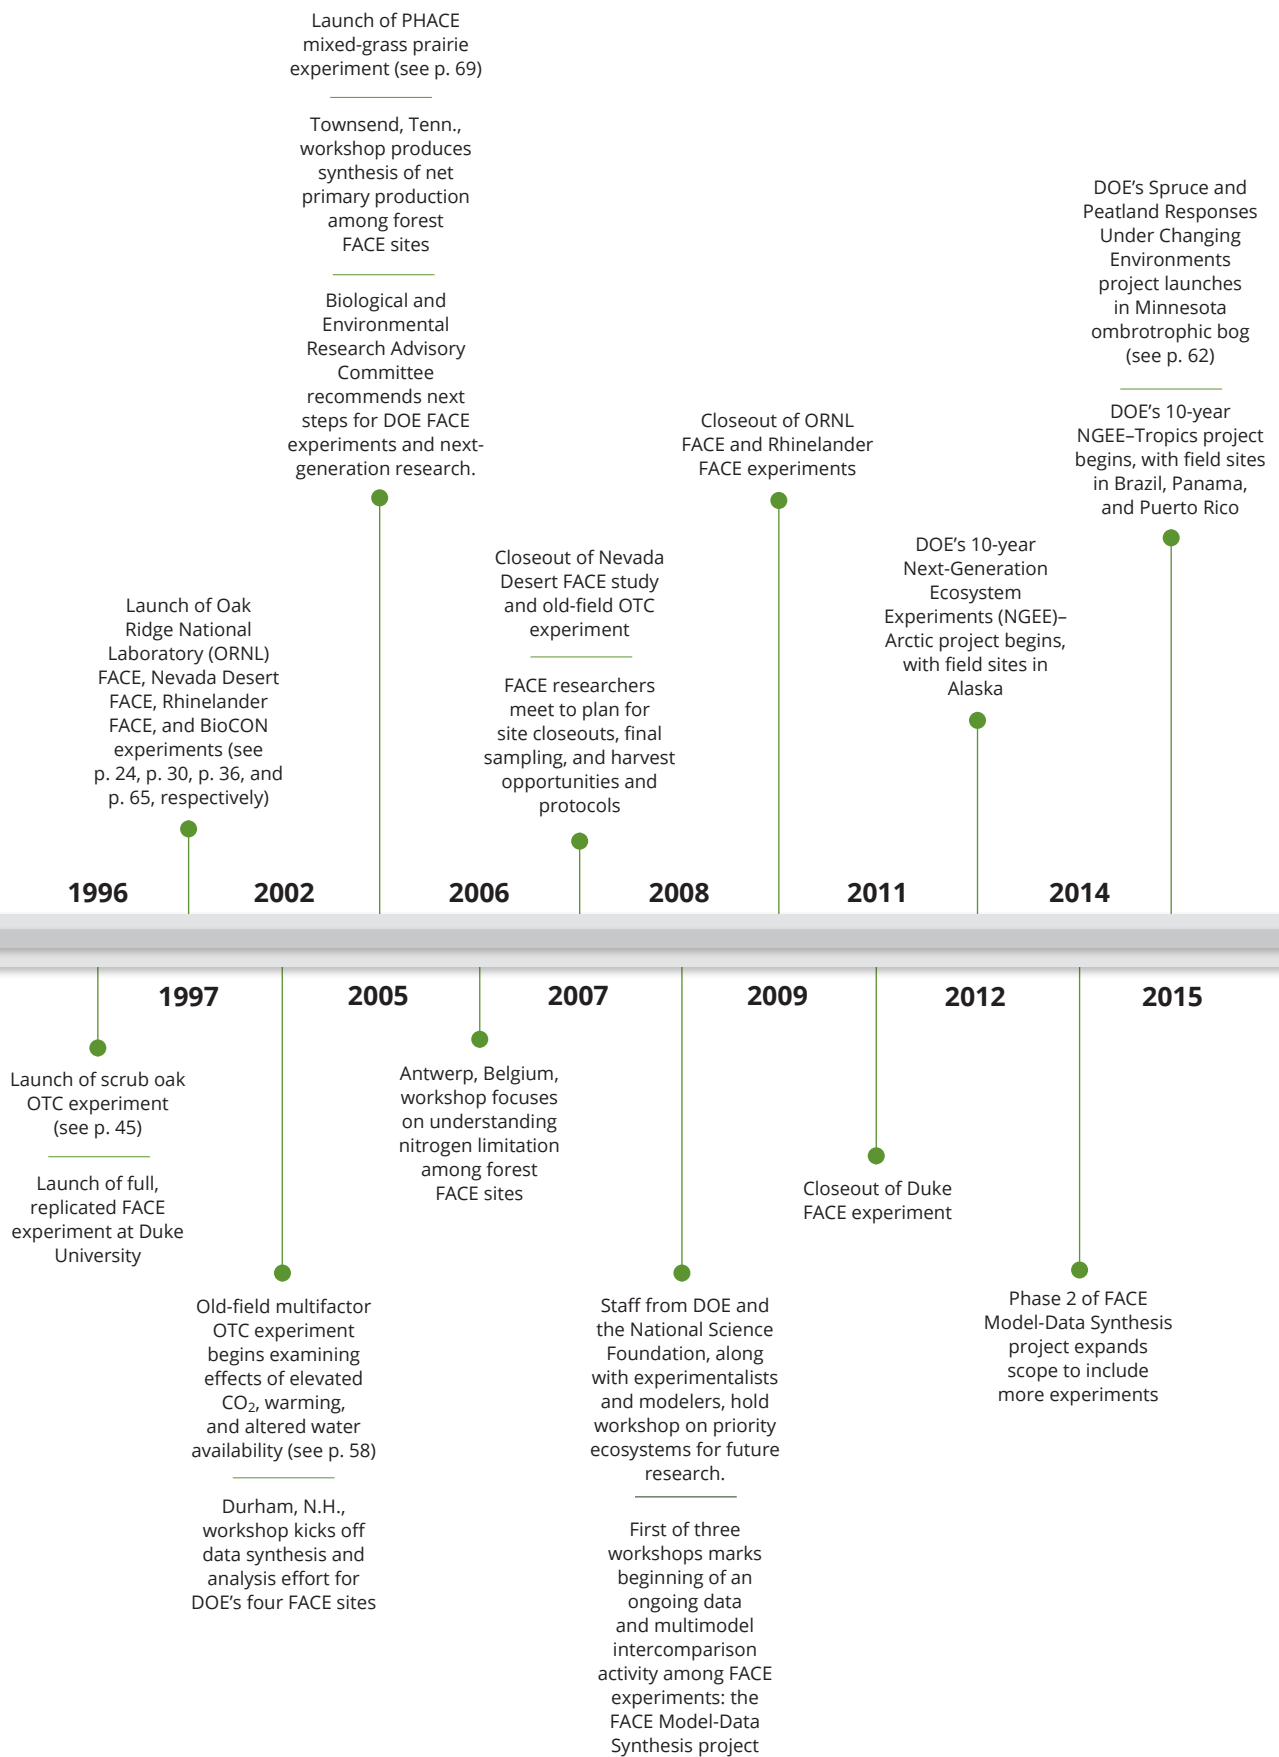 Launch of PHACE
mixed-grass prairie
experiment (see p. 69)
Townsend, Tenn.,
workshop produces
synthesis of net
primary production
among forest
FACE sites
Biological and
Environmental
Research Advisory
Committee
recommends next
steps for DOE FACE
experiments and next-
generation research.
DOE’s Spruce and
Peatland Responses
Under Changing
Environments
project launches
in Minnesota
ombrotrophic bog
(see p. 62)
DOE’s 10-year
NGEE–Tropics project
begins, with field sites
in Brazil, Panama,
and Puerto Rico
Closeout of ORNL
FACE and Rhinelander
FACE experiments
DOE’s 10-year
Next-Generation
Ecosystem
Experiments (NGEE)–
Arctic project begins,
with field sites in
Alaska
Closeout of Nevada
Desert FACE study
and old-field OTC
experiment
FACE researchers
meet to plan for
site closeouts, final
sampling, and harvest
opportunities and
protocols
Launch of Oak
Ridge National
Laboratory (ORNL)
FACE, Nevada Desert
FACE, Rhinelander
FACE, and BioCON
experiments (see
p. 24, p. 30, p. 36, and
p. 65, respectively)
1996 2002 2006 2008 2011 2014
1997 2005 2007 2009 2012 2015
Launch of scrub oak
OTC experiment
(see p. 45)
Launch of full,
replicated FACE
experiment at Duke
University
Old-field multifactor
OTC experiment
begins examining
effects of elevated
CO₂, warming,
and altered water
availability (see p. 58)
Durham, N.H.,
workshop kicks off
data synthesis and
analysis effort for
DOE’s four FACE sites
Antwerp, Belgium,
workshop focuses
on understanding
nitrogen limitation
among forest
FACE sites
Staff from DOE and
the National Science
Foundation, along
with experimentalists
and modelers, hold
workshop on priority
ecosystems for future
research.
First of three
workshops marks
beginning of an
ongoing data
and multimodel
intercomparison
activity among FACE
experiments: the
FACE Model-Data
Synthesis project
Closeout of Duke
FACE experiment
Phase 2 of FACE
Model-Data Synthesis
project expands
scope to include
more experiments